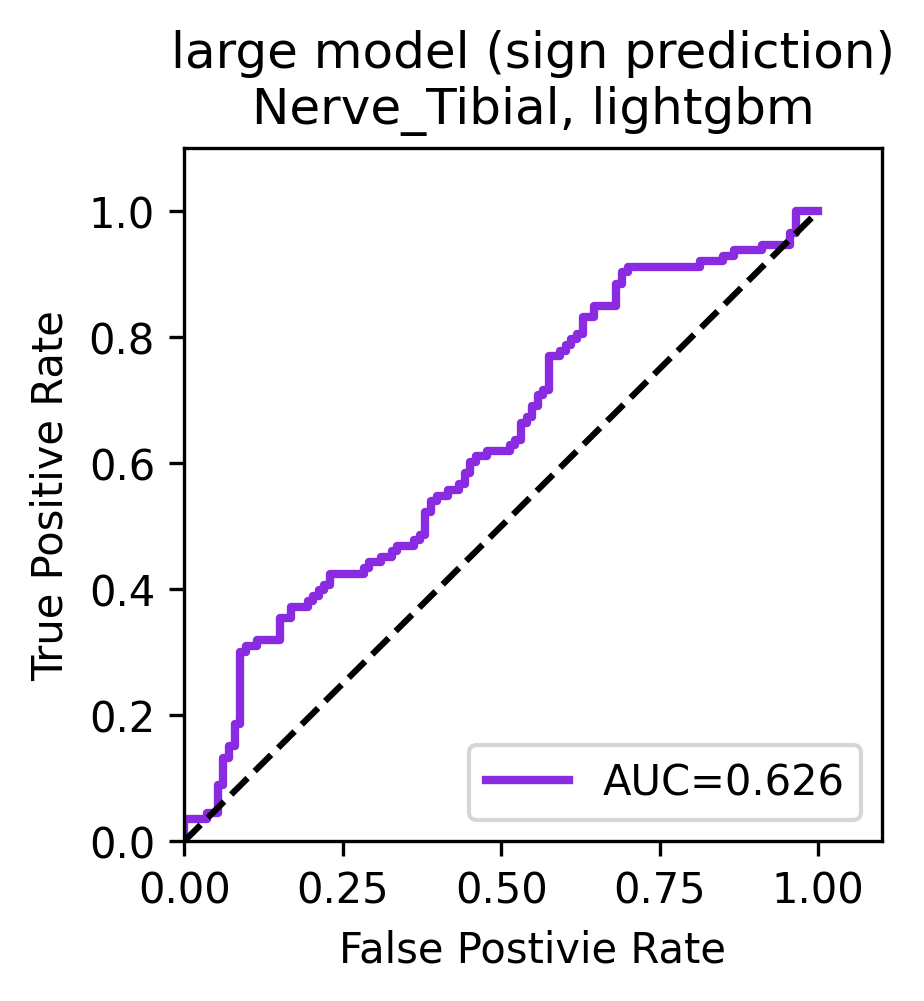 large model (sign prediction)
Nerve_Tibial, lightgbm
1.0
0.8
0.6
0.4
0.2
0.0
True Positive Rate
AUC=0.626
0.00 0.25 0.50 0.75 1.00
False Postivie Rate